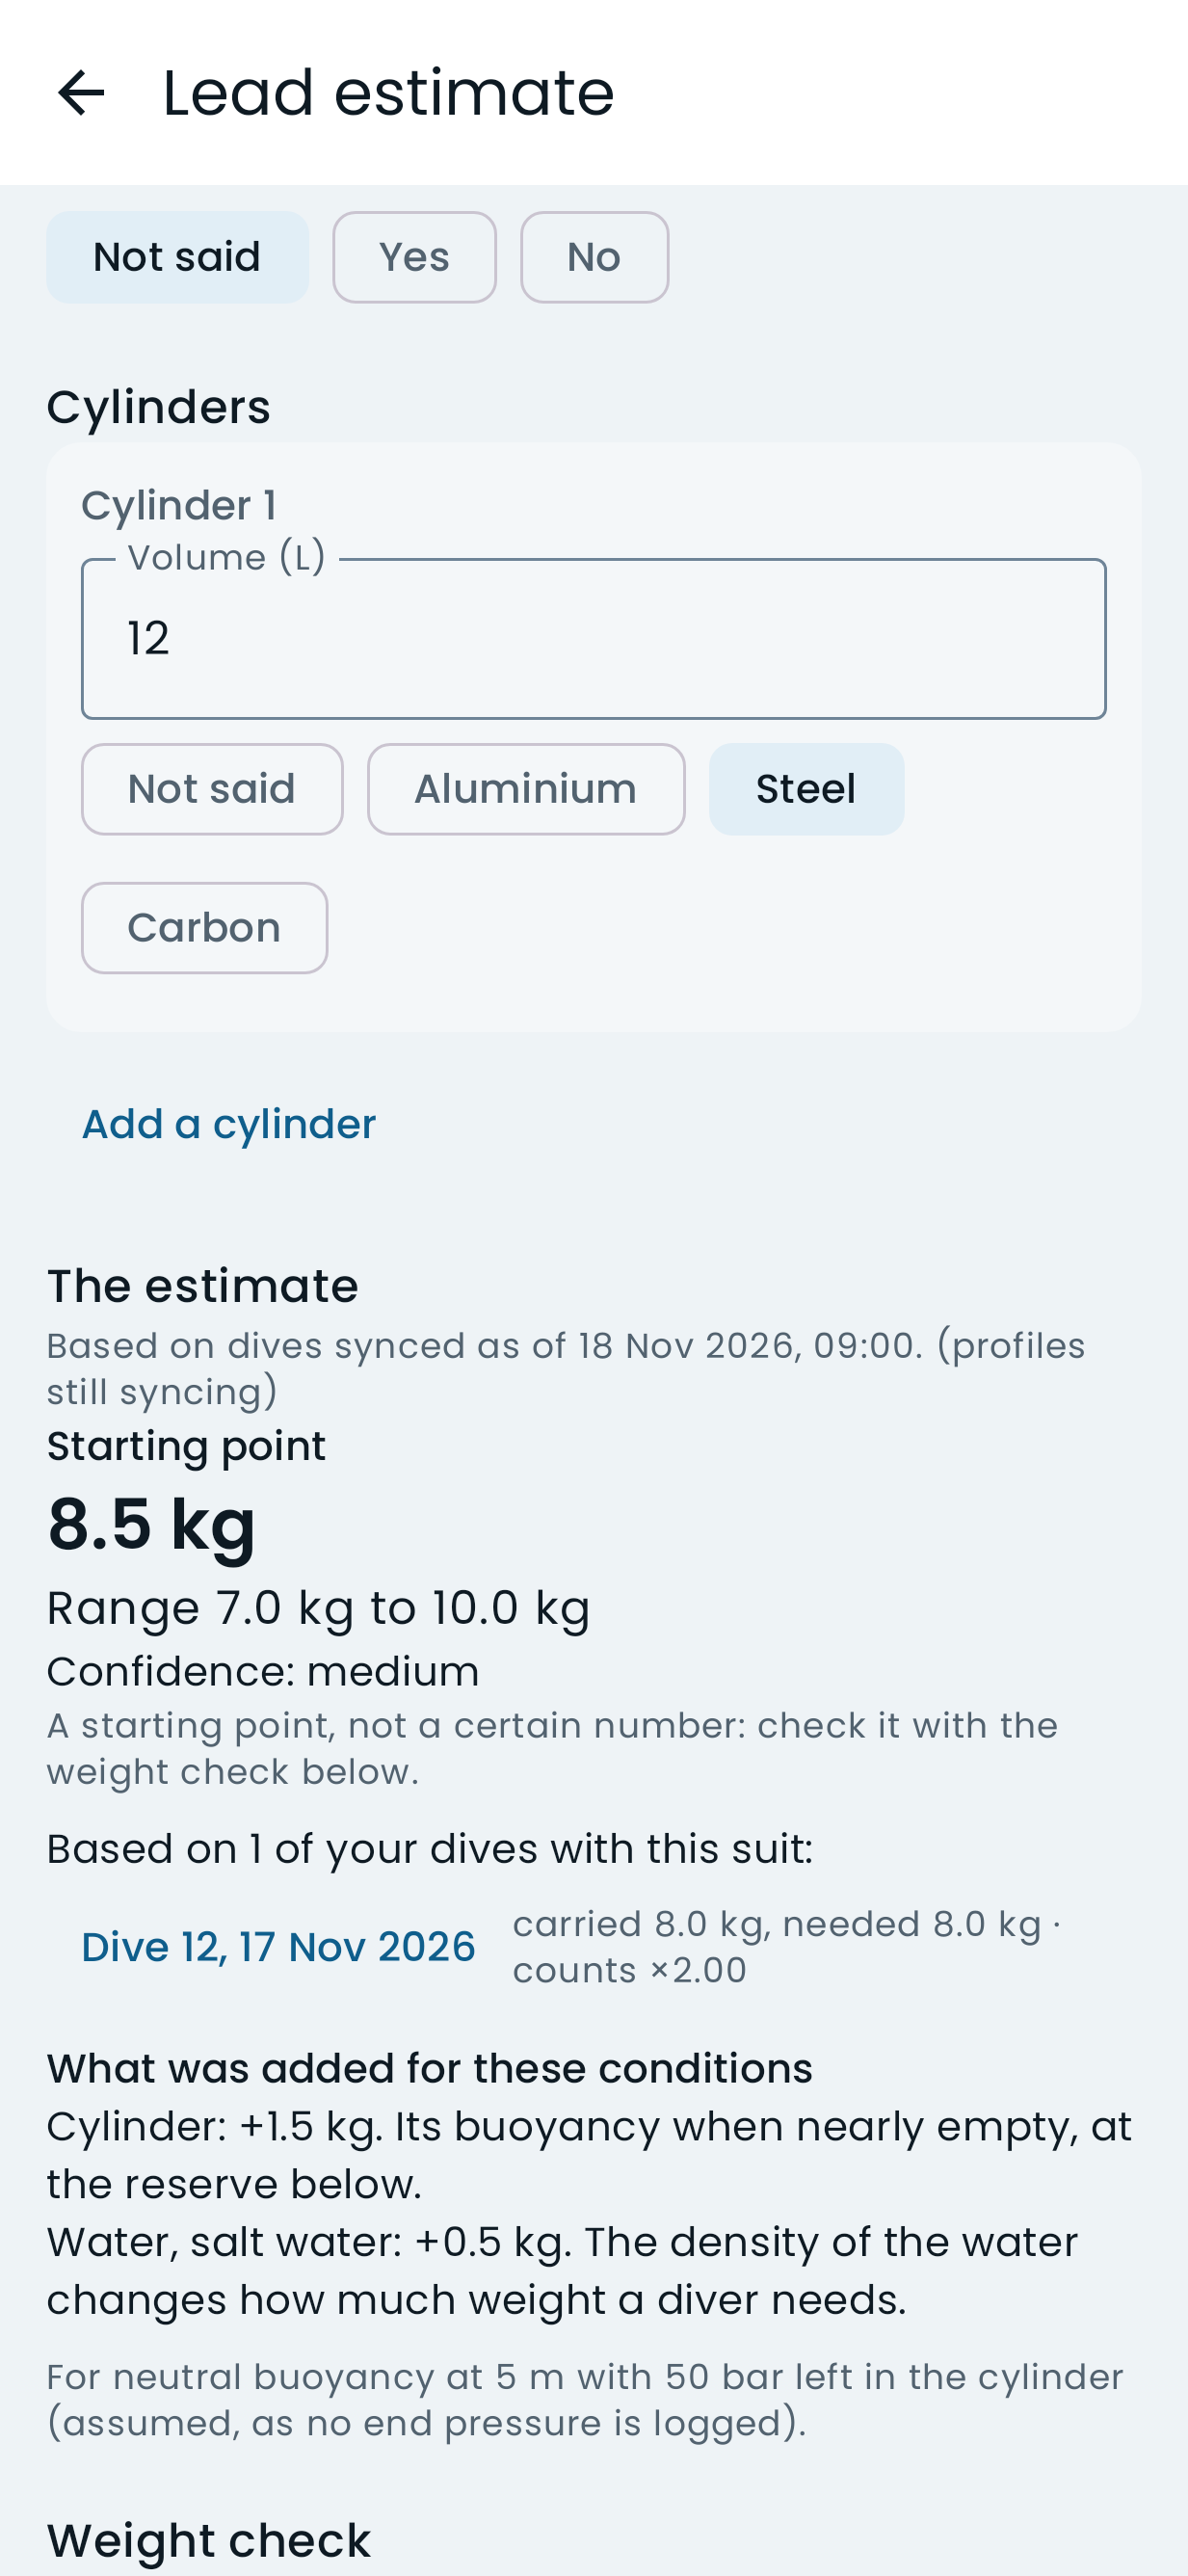 Lead estimate
Not said
Yes
No
Cylinders
Cylinder 1
Volume (L)
12
Not said
Aluminium
Steel
Carbon
Add a cylinder
The estimate
Based on dives synced as of 18 Nov 2026, 09:00. (profiles
still syncing)
Starting point
8.5 kg
Range 7.0 kg to 10.0 kg
Confidence: medium
A starting point, not a certain number: check it with the
weight check below.
Based on 1 of your dives with this suit:
Dive 12, 17 Nov 2026
carried 8.0 kg, needed 8.0 kg ·
counts ×2.00
What was added for these conditions
Cylinder: +1.5 kg. Its buoyancy when nearly empty, at
the reserve below.
Water, salt water: +0.5 kg. The density of the water
changes how much weight a diver needs.
For neutral buoyancy at 5 m with 50 bar left in the cylinder
(assumed, as no end pressure is logged).
Weight check